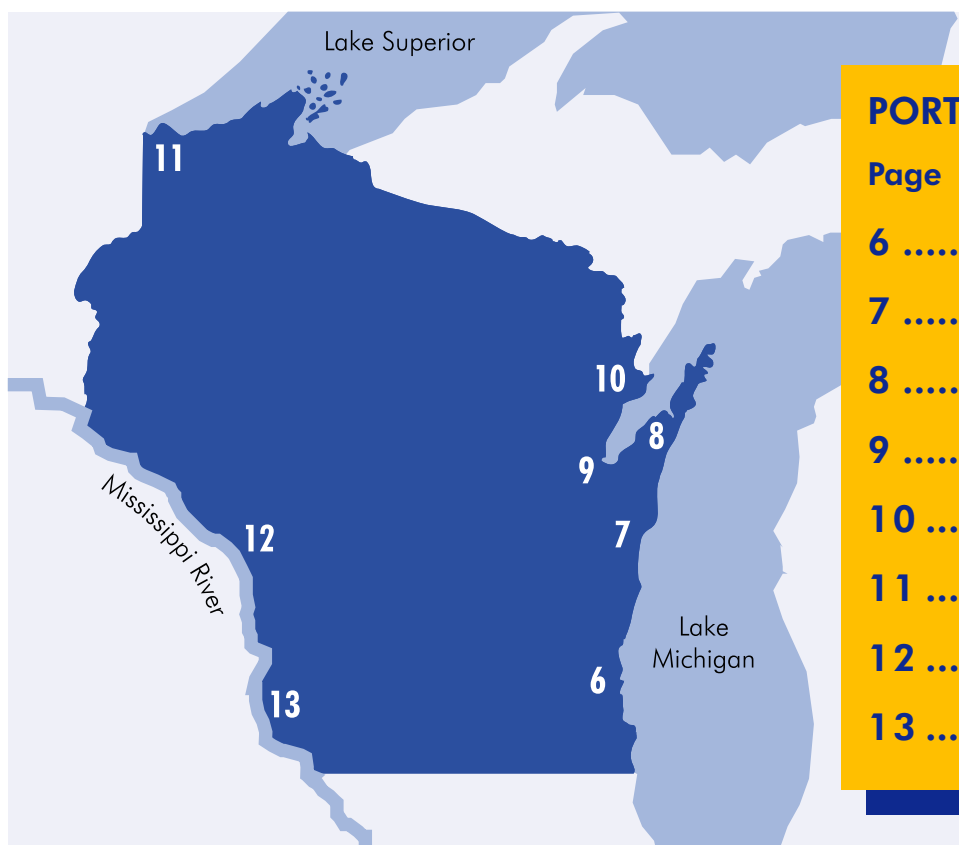 Lake Superior
11
10
8
9
Mississippi River
12
7
Lake
Michigan
6
13
PORT
Page
6 .....
7 .....
8 .....
9 .....
10 ...
11 ...
12 ...
13 ...